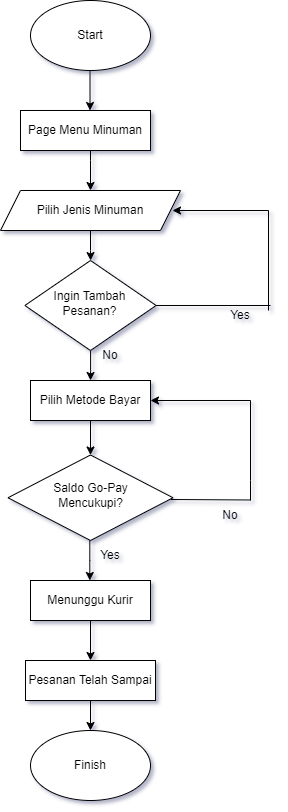 Start
Page Menu Minuman
Pilih Jenis Minuman
Ingin Tambah
Pesanan?
Yes
No
Pilih Metode Bayar
Saldo Go-Pay
Mencukupi?
No
Yes
Menunggu Kurir
Pesanan Telah Sampai
Finish